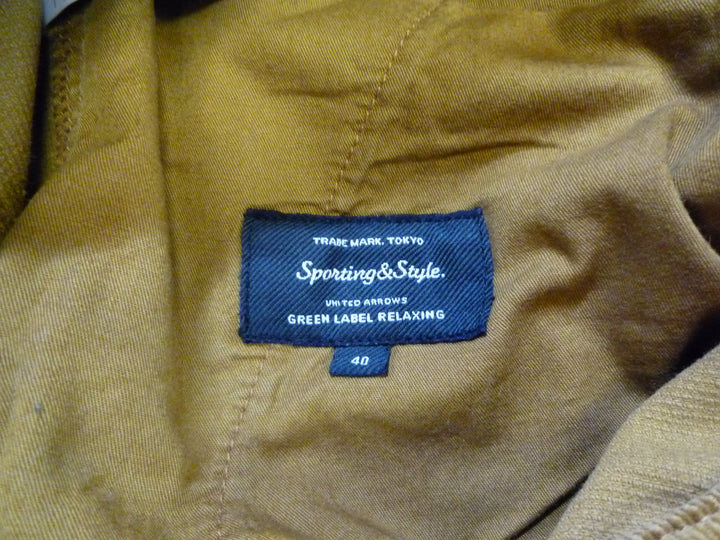 TRADE MARK. TOKYO
Sporting&Style.
UNITED ARROWS
GREEN LABEL RELAXING
40